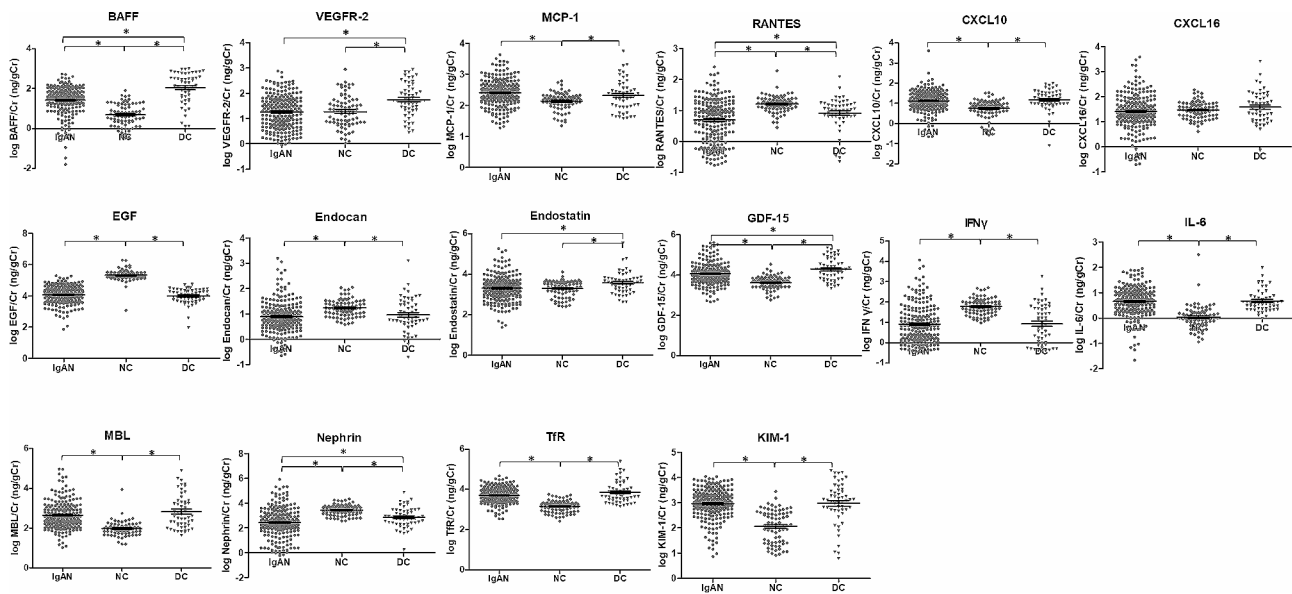 BAFF
*
*
*
log BAFF/Cr (ng/gCr)
4
2
0
-2
IgAN
NC
DC
VEGFR-2
*
*
log VEGFR-2/Cr (ng/gCr)
4
3
2
1
0
-1
IgAN
NC
DC
MCP-1
*
*
log MCP-1/Cr (ng/gCr)
4
3
2
1
0
IgAN
NC
DC
RANTES
*
*
*
log RANTES/Cr (ng/gCr)
3
2
1
0
-1
IgAN
NC
DC
CXCL10
*
*
log CXCL10/Cr (ng/gCr)
4
3
2
1
0
-1
-2
IgAN
NC
DC
CXCL16
log CXCL16/Cr (ng/gCr)
4
3
2
1
0
-1
IgAN
NC
DC
EGF
*
*
log EGF/Cr (ng/gCr)
8
6
4
2
0
IgAN
NC
DC
Endocan
*
*
log Endocan/Cr (ng/gCr)
4
3
2
1
0
-1
IgAN
NC
DC
Endostatin
*
*
log Endostatin/Cr (ng/gCr)
6
4
2
0
IgAN
NC
DC
GDF-15
*
*
*
log GDF-15/Cr (ng/gCr)
6
4
2
0
IgAN
NC
DC
IFNγ
*
*
log IFN γ/Cr (ng/gCr)
5
4
3
2
1
0
-1
IgAN
NC
DC
IL-6
*
*
log IL-6/Cr (ng/gCr)
3
2
1
0
-1
-2
IgAN
NC
DC
MBL
*
*
log MBL/Cr (ng/gCr)
6
4
2
0
IgAN
NC
DC
Nephrin
*
*
*
log Nephrin/Cr (ng/gCr)
8
6
4
2
0
-2
IgAN
NC
DC
TfR
*
*
log TfR/Cr (ng/gCr)
6
4
2
0
IgAN
NC
DC
KIM-1
*
*
log KIM-1/Cr (ng/gCr)
5
4
3
2
1
0
IgAN
NC
DC